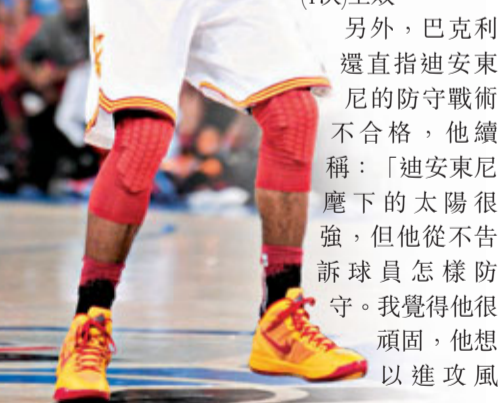 另外，巴克利
還直指迪安東
尼的防守戰術
不合格，他續
稱：「迪安東尼
麾下的太陽很
強，但他從不告
訴球員怎樣防
守。我覺得他很
頑固，他想
以進攻風